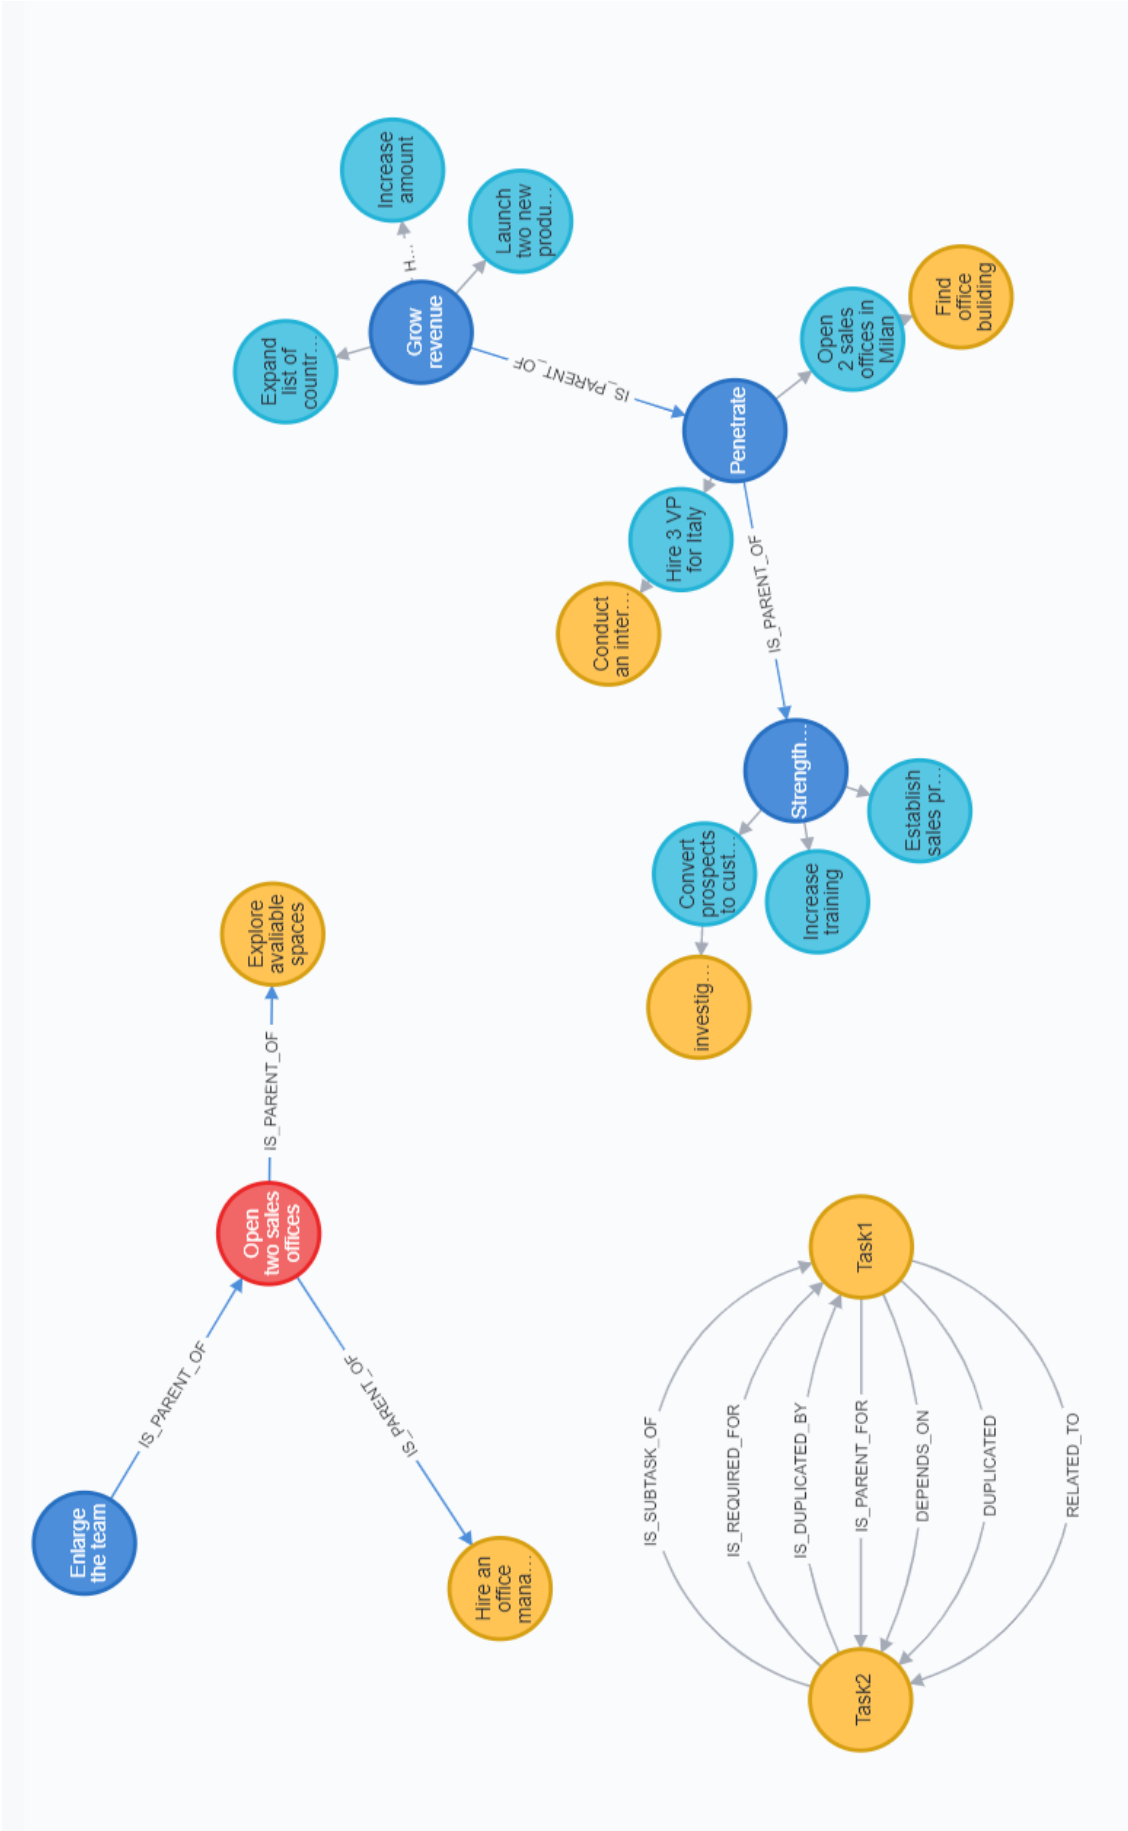 Enlarge
the team
IS_PARENT_OF
Open
two sales
offices
IS_PARENT_OF
Explore
avaliable
spaces
IS_PARENT_OF
Hire an
office
mana...
Expand
list of
countr...
Increase
amount
H...
Launch
two new
produ...
Grow
revenue
IS_PARENT_OF
Penetrate
Open
2 sales
offices in
Milan
Find
office
buliding
Hire 3 VP
for Italy
Conduct
an inter...
IS_PARENT_OF
Strength...
Convert
prospects
to cust...
Increase
training
Establish
sales pr...
investig...
Task2
IS_SUBTASK_OF
IS_REQUIRED_FOR
IS_DUPLICATED_BY
IS_PARENT_FOR
DEPENDS_ON
DUPLICATED
RELATED_TO
Task1